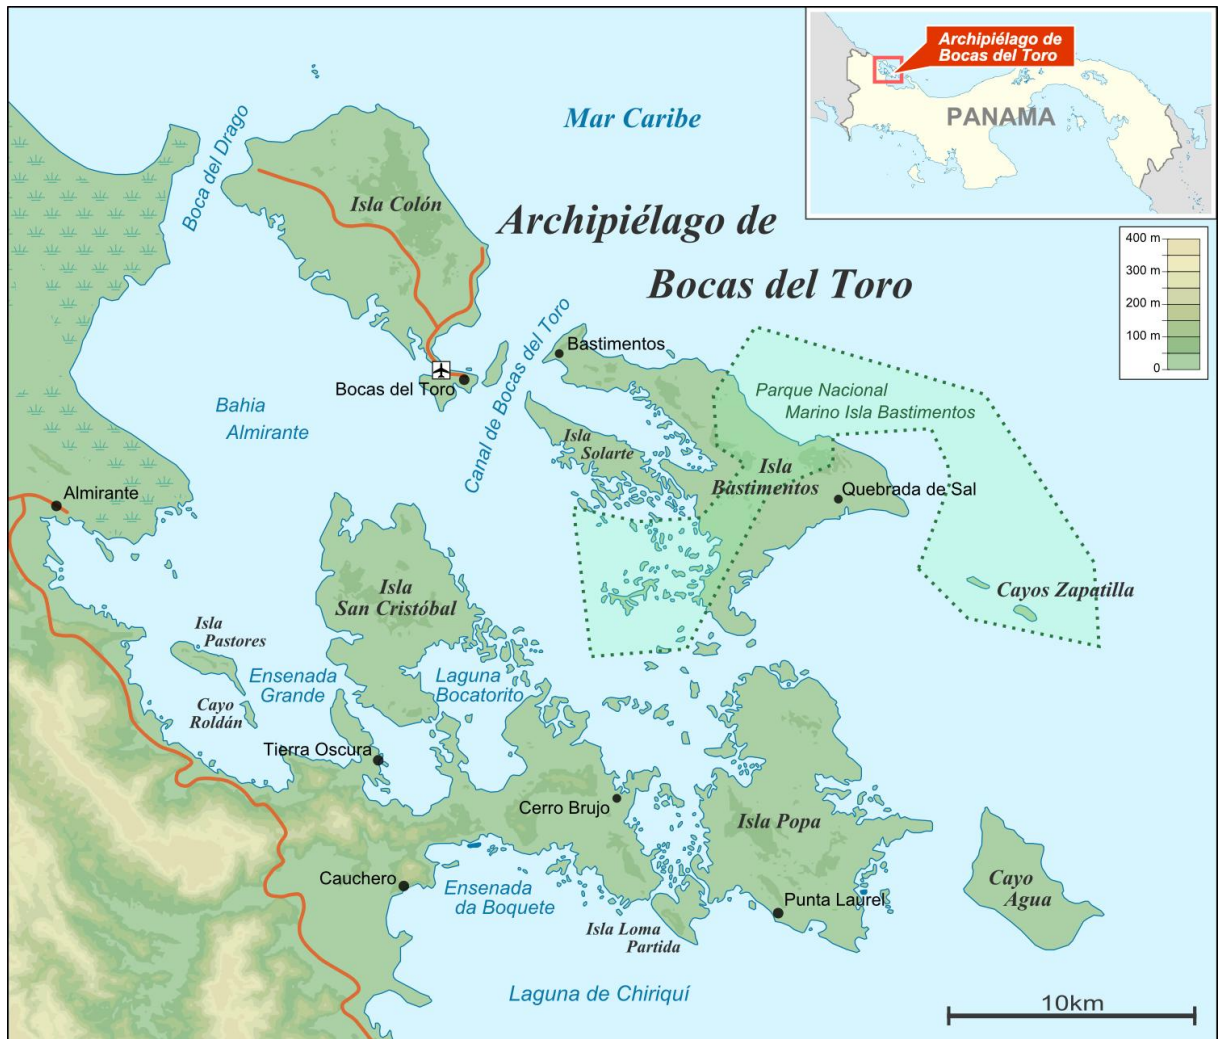 Archipiélago de
Bocas del Toro
PANAMA
Mar Caribe
Boca del Drago
Isla Colón
Archipiélago de
Bocas del Toro
400 m
300 m
200 m
100 m
0
Canal de Bocas del Toro
Bastimentos
Bocas del Toro
Parque Nacional
Marino Isla Bastimentos
Bahia
Almirante
Isla
Solarte
Isla
Bastimentos
Quebrada de Sal
Almirante
Isla
San Cristóbal
Cayos Zapatilla
Isla
Pastores
Ensenada
Grande
Laguna
Bocatorito
Cayo
Roldán
Tierra Oscura
Cerro Brujo
Isla Popa
Cauchero
Ensenada
da Boquete
Punta Laurel
Cayo
Agua
Isla Loma
Partida
Laguna de Chiriquí
10km